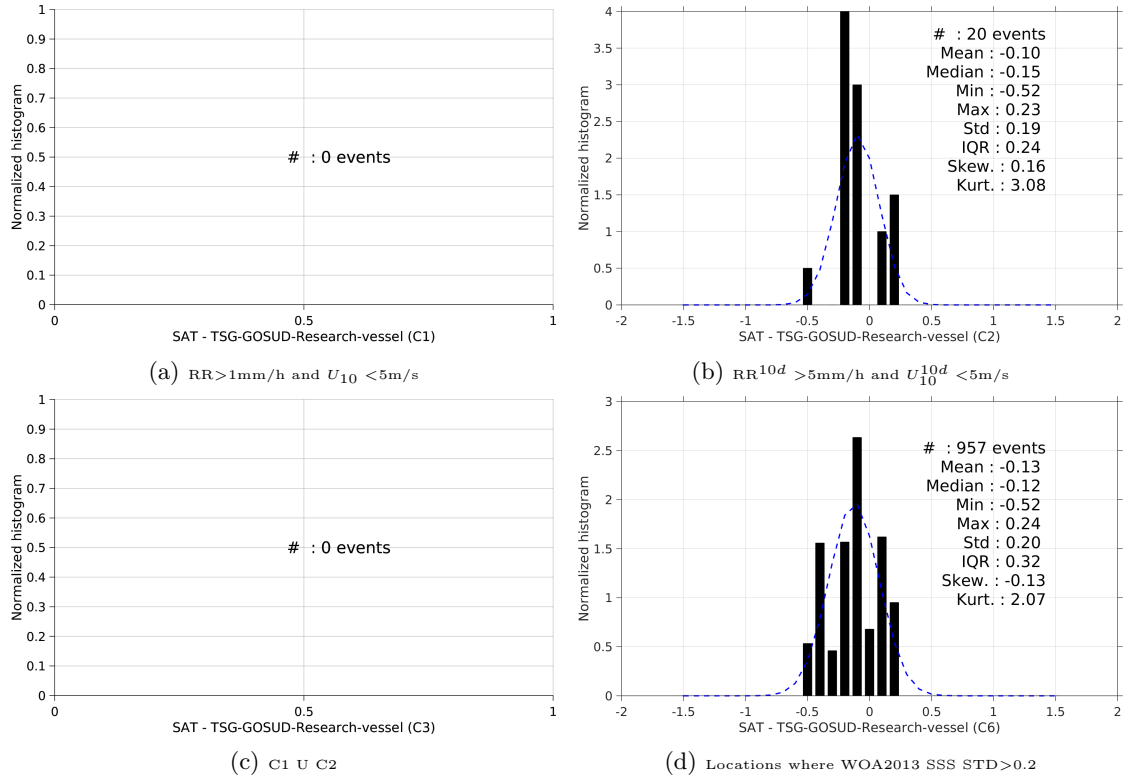 1
0.9
0.8
0.7
0.6
0.5
0.4
0.3
0.2
0.1
0
Normalized histogram
# : 0 events
0 0.5 1
SAT - TSG-GOSUD-Research-vessel (C1)
(a) RR>1mm/h and U10 <5m/s
4
3.5
3
2.5
2
1.5
1
0.5
0
Normalized histogram
# : 20 events
Mean : -0.10
Median : -0.15
Min : -0.52
Max : 0.23
Std : 0.19
IQR : 0.24
Skew. : 0.16
Kurt. : 3.08
-2 -1.5 -1 -0.5 0 0.5 1 1.5 2
SAT - TSG-GOSUD-Research-vessel (C2)
(b) RR10d >5mm/h and U10d10 <5m/s
1
0.9
0.8
0.7
0.6
0.5
0.4
0.3
0.2
0.1
0
Normalized histogram
# : 0 events
0 0.5 1
SAT - TSG-GOSUD-Research-vessel (C3)
(c) C1 U C2
3
2.5
2
1.5
1
0.5
0
Normalized histogram
# : 957 events
Mean : -0.13
Median : -0.12
Min : -0.52
Max : 0.24
Std : 0.20
IQR : 0.32
Skew. : -0.13
Kurt. : 2.07
-2 -1.5 -1 -0.5 0 0.5 1 1.5 2
SAT - TSG-GOSUD-Research-vessel (C6)
(d) Locations where WOA2013 SSS STD>0.2